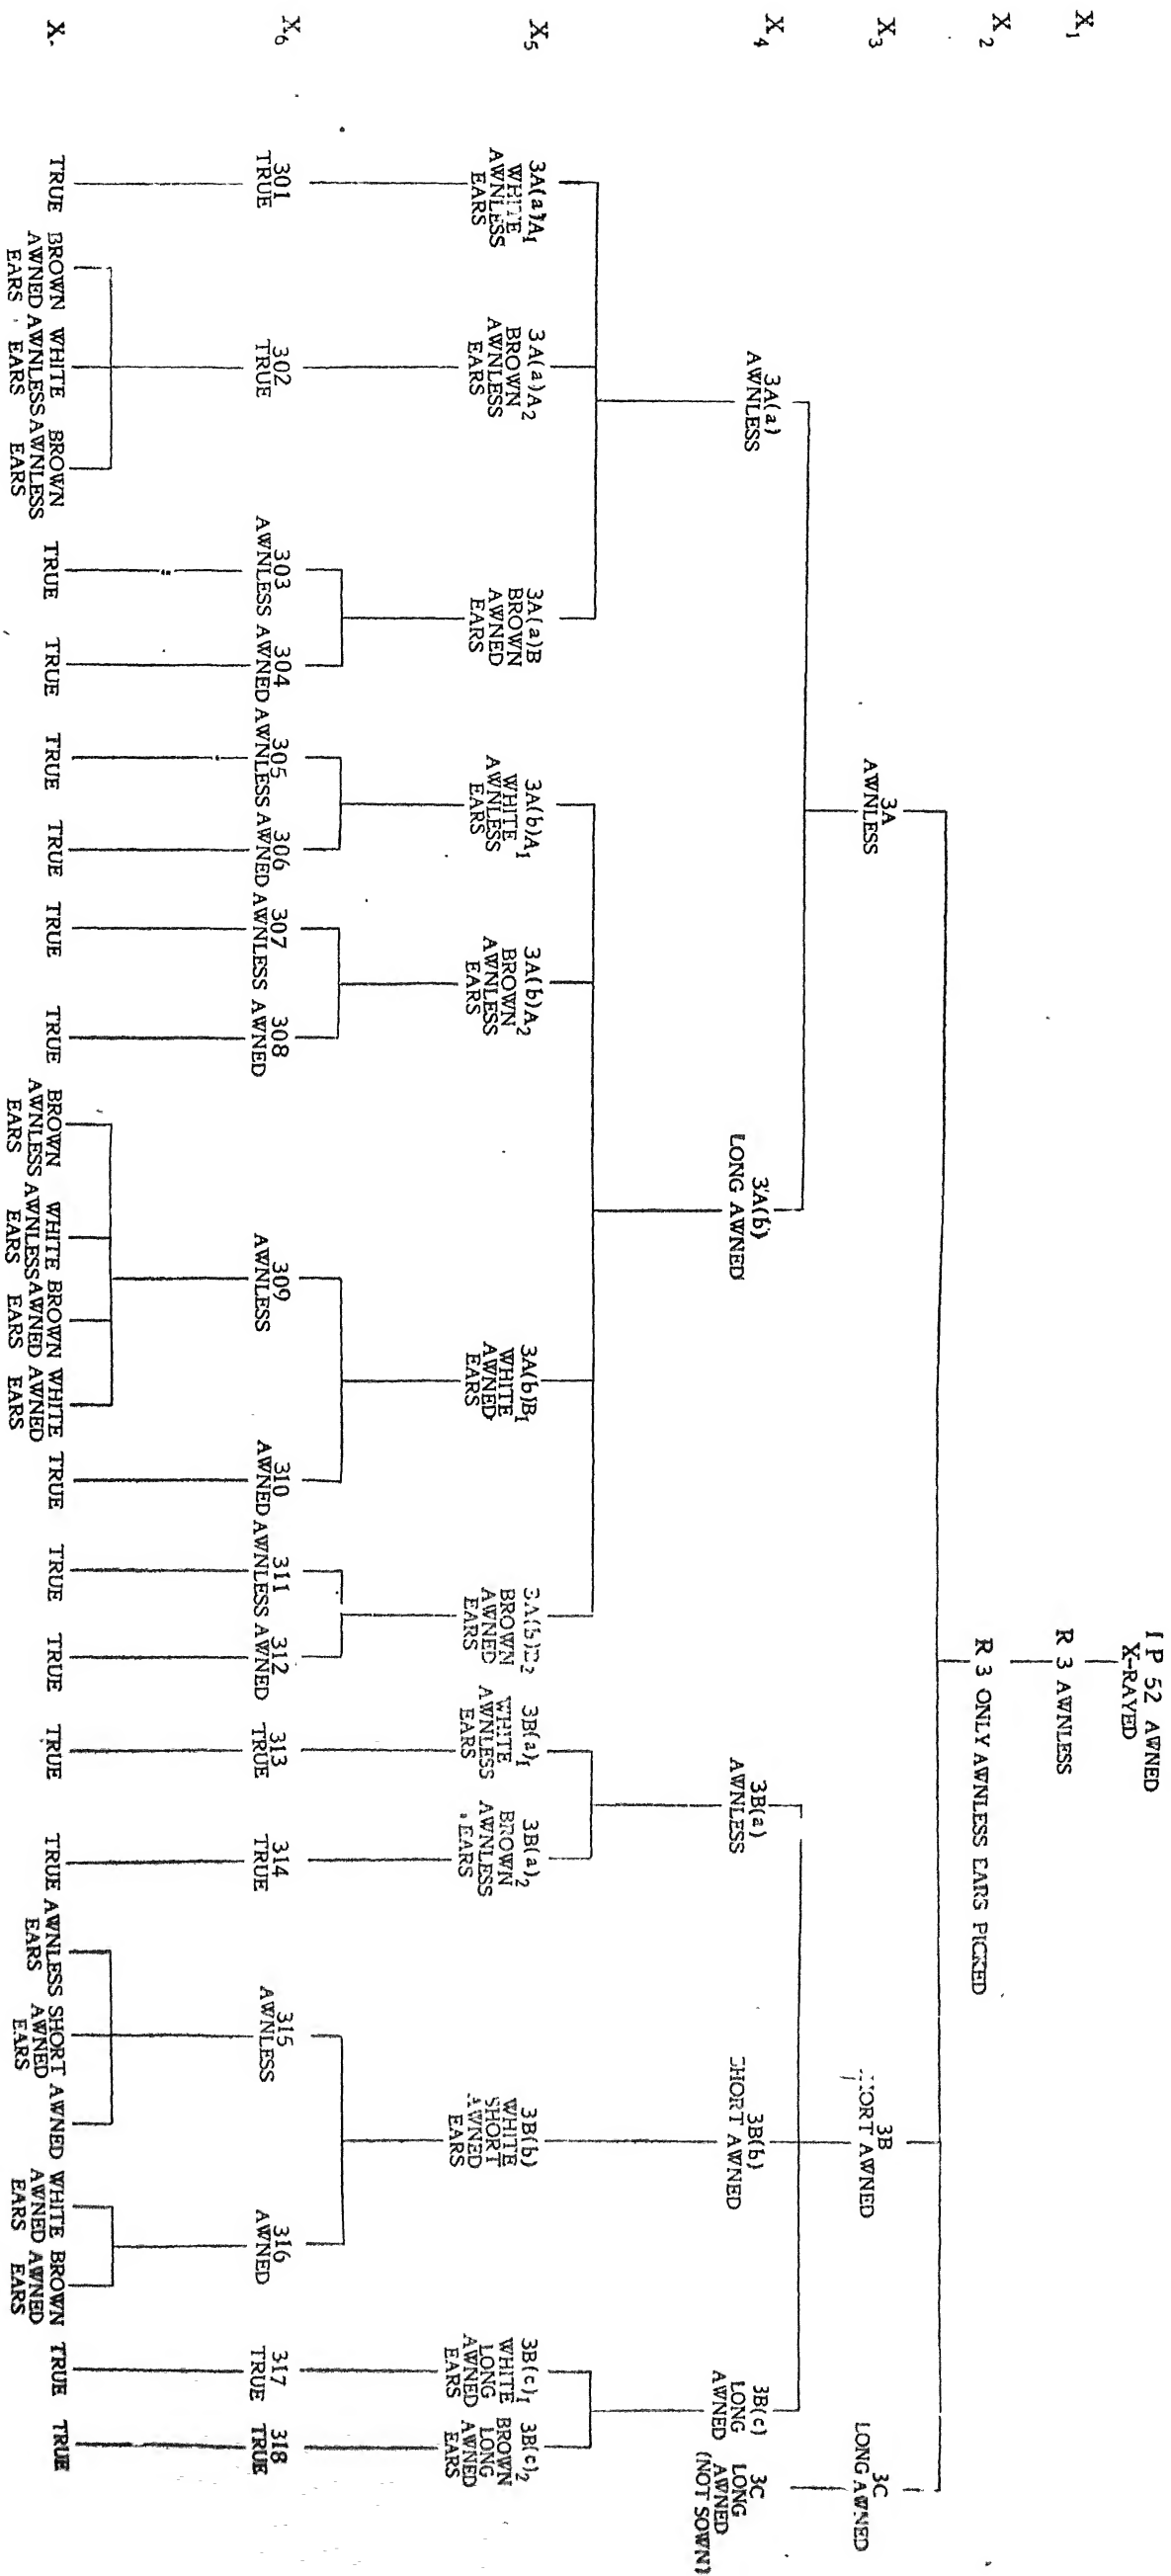 I P 52 AWNED
X-RAYED
X1
R 3 AWNLESS
X2
R 3 ONLY AWNLESS EARS PICKED
X3
3A
AWNLESS
3B
SHORT AWNED
3C
LONG AWNED
X4
3A(a)
AWNLESS
3A(b)
LONG AWNED
3B(a)
AWNLESS
3B(b)
SHORT AWNED
3B(c)
LONG
AWNED
3C
LONG
AWNED
(NOT SOWN)
X5
3A(a)A1
WHITE
AWNLESS
EARS
3A(a)A2
BROWN
AWNLESS
EARS
3A(a)B
BROWN
AWNED
EARS
3A(b)A1
WHITE
AWNLESS
EARS
3A(b)A2
BROWN
AWNLESS
EARS
3A(b)B1
WHITE
AWNED
EARS
3A(b)B2
BROWN
AWNED
EARS
3B(a)1
WHITE
AWNLESS
EARS
3B(a)2
BROWN
AWNLESS
EARS
3B(b)
WHITE
SHORT
AWNED
EARS
3B(c)1
WHITE
LONG
AWNED
EARS
3B(c)2
BROWN
LONG
AWNED
EARS
X6
301
TRUE
302
TRUE
303
AWNLESS
304
AWNED
305
AWNLESS
306
AWNED
307
AWNLESS
308
AWNED
309
AWNLESS
310
AWNED
311
AWNLESS
312
AWNED
313
TRUE
314
TRUE
315
AWNLESS
316
AWNED
317
TRUE
318
TRUE
X
TRUE
BROWN
AWNED
EARS
WHITE
AWNLESS
EARS
BROWN
AWNLESS
EARS
TRUE
TRUE
TRUE
TRUE
TRUE
TRUE
BROWN
AWNLESS
EARS
WHITE
AWNLESS
EARS
BROWN
AWNED
EARS
WHITE
AWNED
EARS
TRUE
TRUE
TRUE
TRUE
TRUE
AWNLESS
EARS
SHORT
AWNED
EARS
AWNED
WHITE
AWNED
EARS
BROWN
AWNED
EARS
TRUE
TRUE